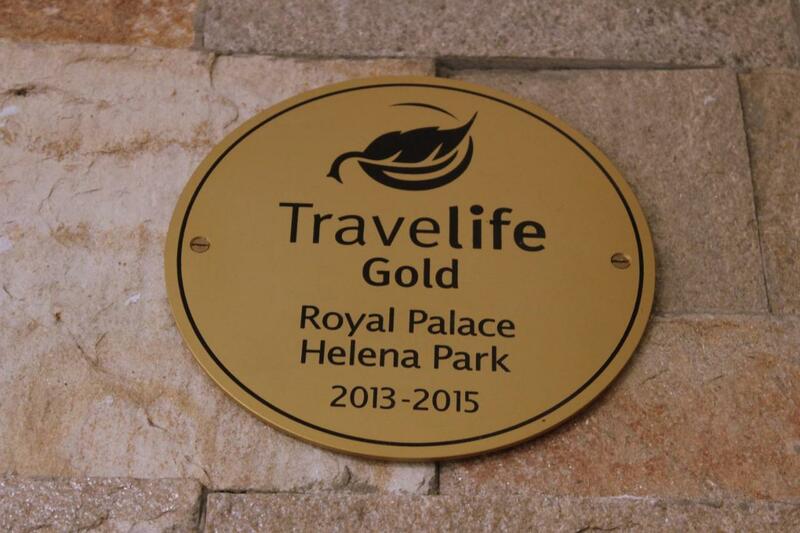 Travelife
Gold
Royal Palace
Helena Park
2013-2015